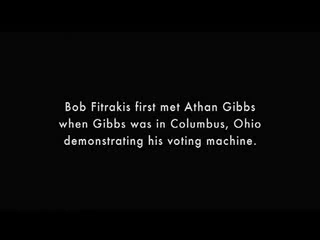 Bob Fitrakis first met Athan Gibbs
when Gibbs was in Columbus, Ohio
demonstrating his voting machine.